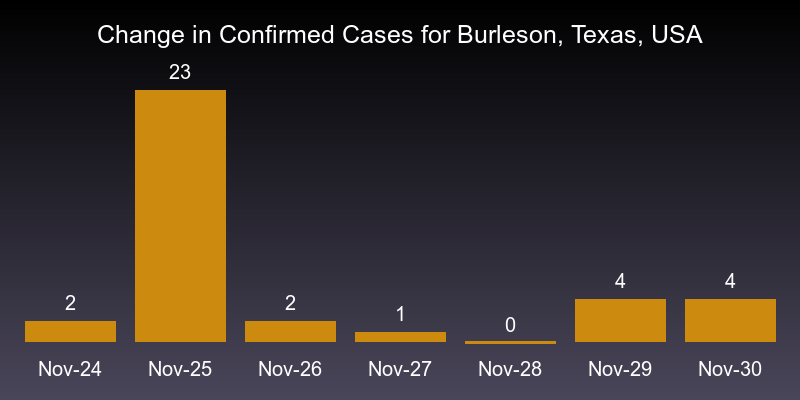 Change in Confirmed Cases for Burleson, Texas, USA
23
4
4
2
2
1
0
Nov-24
Nov-25
Nov-26
Nov-27
Nov-28
Nov-29
Nov-30